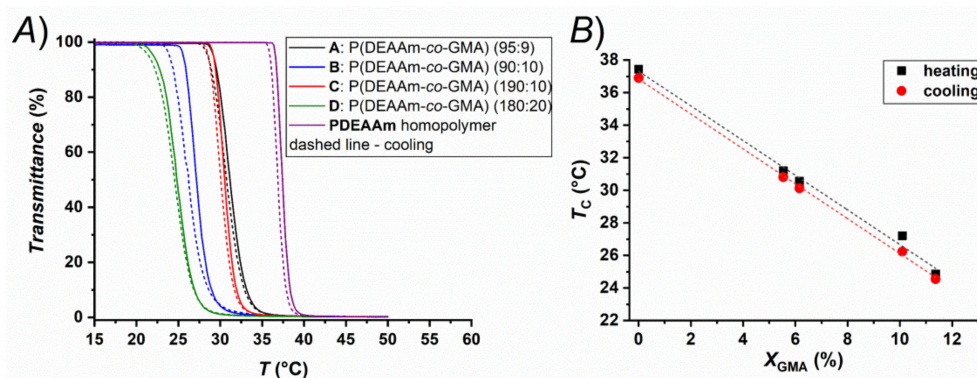 A)
Transmittance (%)
100
80
60
40
20
0
15 20 25 30 35 40 45 50 55 60
T (°C)
A: P(DEAAm-co-GMA) (95:9)
B: P(DEAAm-co-GMA) (90:10)
C: P(DEAAm-co-GMA) (190:10)
D: P(DEAAm-co-GMA) (180:20)
PDEAAm homopolymer
dashed line - cooling
B)
TC (°C)
38
36
34
32
30
28
26
24
22
0 2 4 6 8 10 12
XGMA (%)
heating
cooling